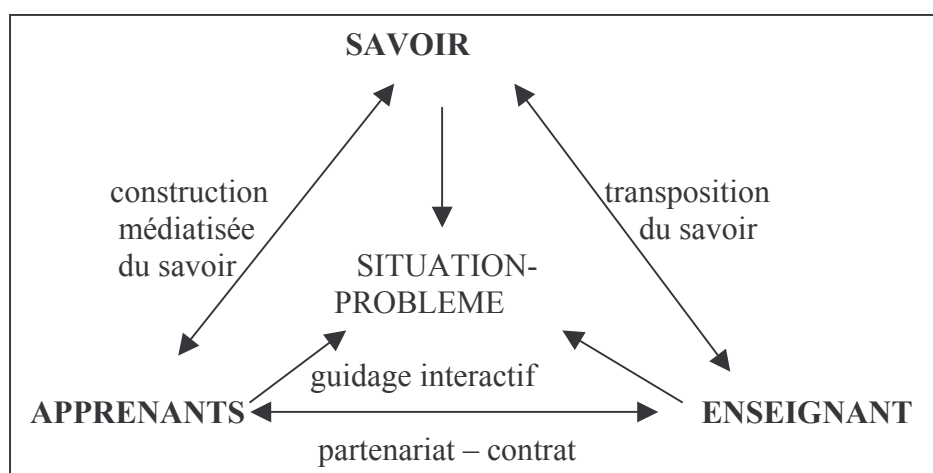 SAVOIR
construction
médiatisée
du savoir
transposition
du savoir
SITUATION-
PROBLEME
guidage interactif
APPRENANTS
ENSEIGNANT
partenariat – contrat